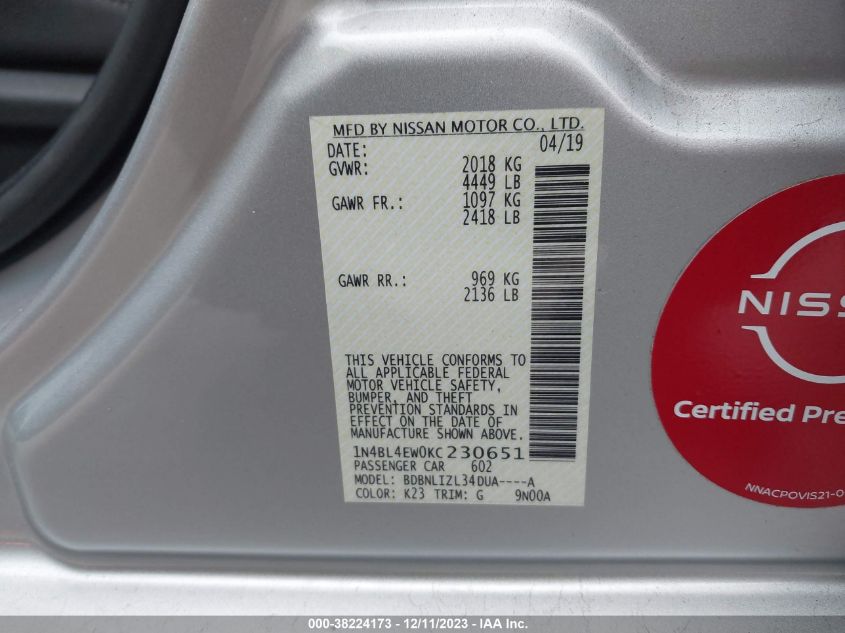 MFD BY NISSAN MOTOR CO., LTD.
DATE: 04/19
GVWR: 2018 KG
4449 LB
GAWR FR.: 1097 KG
2418 LB
GAWR RR.: 969 KG
2136 LB
THIS VEHICLE CONFORMS TO
ALL APPLICABLE FEDERAL
MOTOR VEHICLE SAFETY,
BUMPER, AND THEFT
PREVENTION STANDARDS IN
EFFECT ON THE DATE OF
MANUFACTURE SHOWN ABOVE.
1N4BL4EW0KC230651
PASSENGER CAR 602
MODEL: BDBNLIZL34DUA----A
COLOR: K23 TRIM: G 9N00A
NISS
Certified Pre
NNACPOVIS21-0
000-38224173 - 12/11/2023 - IAA Inc.